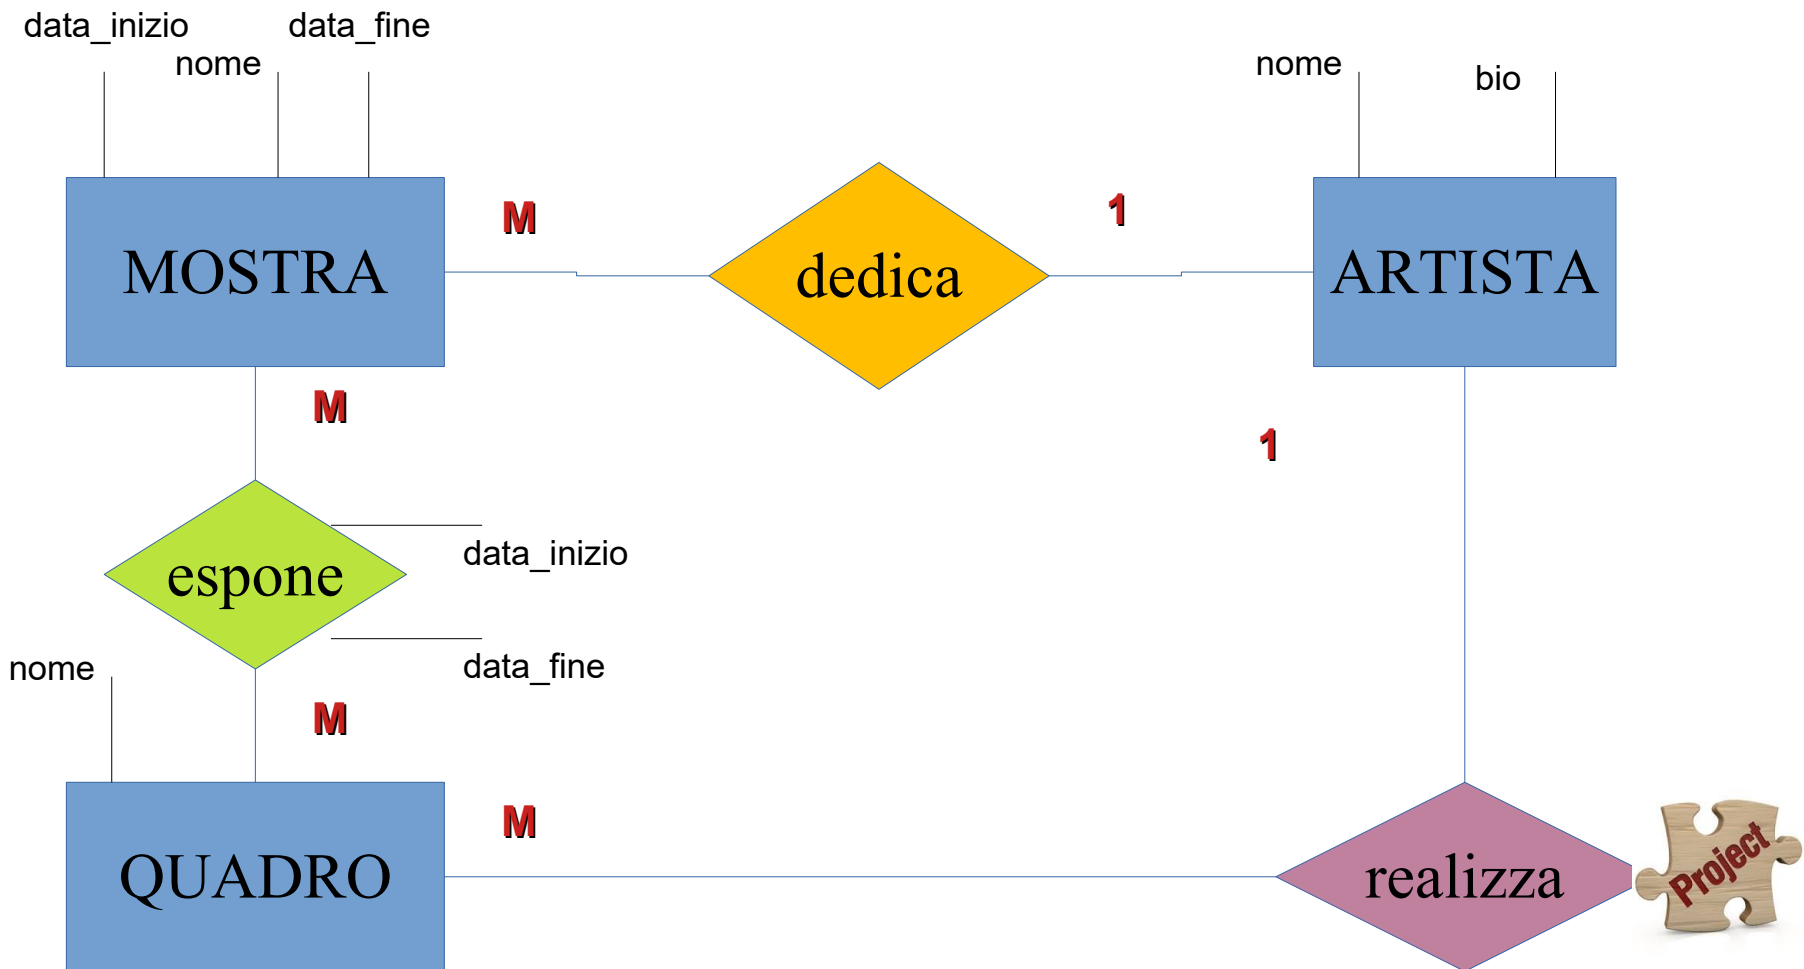 data_inizio
data_fine
nome
nome
bio
M
1
MOSTRA
dedica
ARTISTA
M
1
espone
data_inizio
data_fine
nome
M
M
QUADRO
realizza
Project